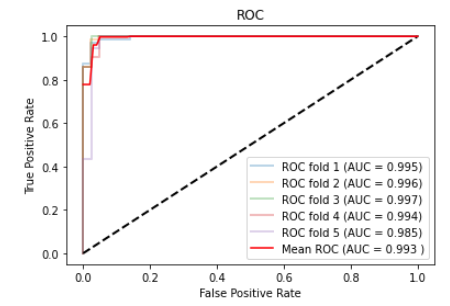 ROC
1.0
0.8
0.6
0.4
0.2
0.0
True Positive Rate
ROC fold 1 (AUC = 0.995)
ROC fold 2 (AUC = 0.996)
ROC fold 3 (AUC = 0.997)
ROC fold 4 (AUC = 0.994)
ROC fold 5 (AUC = 0.985)
Mean ROC (AUC = 0.993 )
0.0 0.2 0.4 0.6 0.8 1.0
False Positive Rate